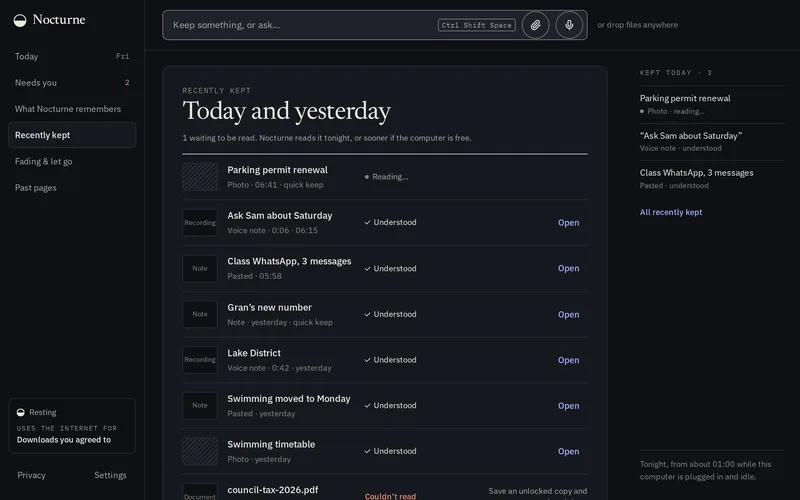 Nocturne
Today Fri
Needs you 2
What Nocturne remembers
Recently kept
Fading & let go
Past pages
Resting
USES THE INTERNET FOR
Downloads you agreed to
Privacy Settings
Keep something, or ask... Ctrl Shift Space
or drop files anywhere
RECENTLY KEPT
Today and yesterday
1 waiting to be read. Nocturne reads it tonight, or sooner if the computer is free.
Parking permit renewal
Photo · 06:41 · quick keep
Reading...
Recording
Ask Sam about Saturday
Voice note · 0:06 · 06:15
✓ Understood
Open
Note
Class WhatsApp, 3 messages
Pasted · 05:58
✓ Understood
Open
Note
Gran’s new number
Note · yesterday · quick keep
✓ Understood
Open
Recording
Lake District
Voice note · 0:42 · yesterday
✓ Understood
Open
Note
Swimming moved to Monday
Pasted · yesterday
✓ Understood
Open
Swimming timetable
Photo · yesterday
✓ Understood
Open
Document
council-tax-2026.pdf
Couldn’t read
Save an unlocked copy and
KEPT TODAY · 3
Parking permit renewal
Photo · reading...
“Ask Sam about Saturday”
Voice note · understood
Class WhatsApp, 3 messages
Pasted · understood
All recently kept
Tonight, from about 01:00 while this
computer is plugged in and idle.